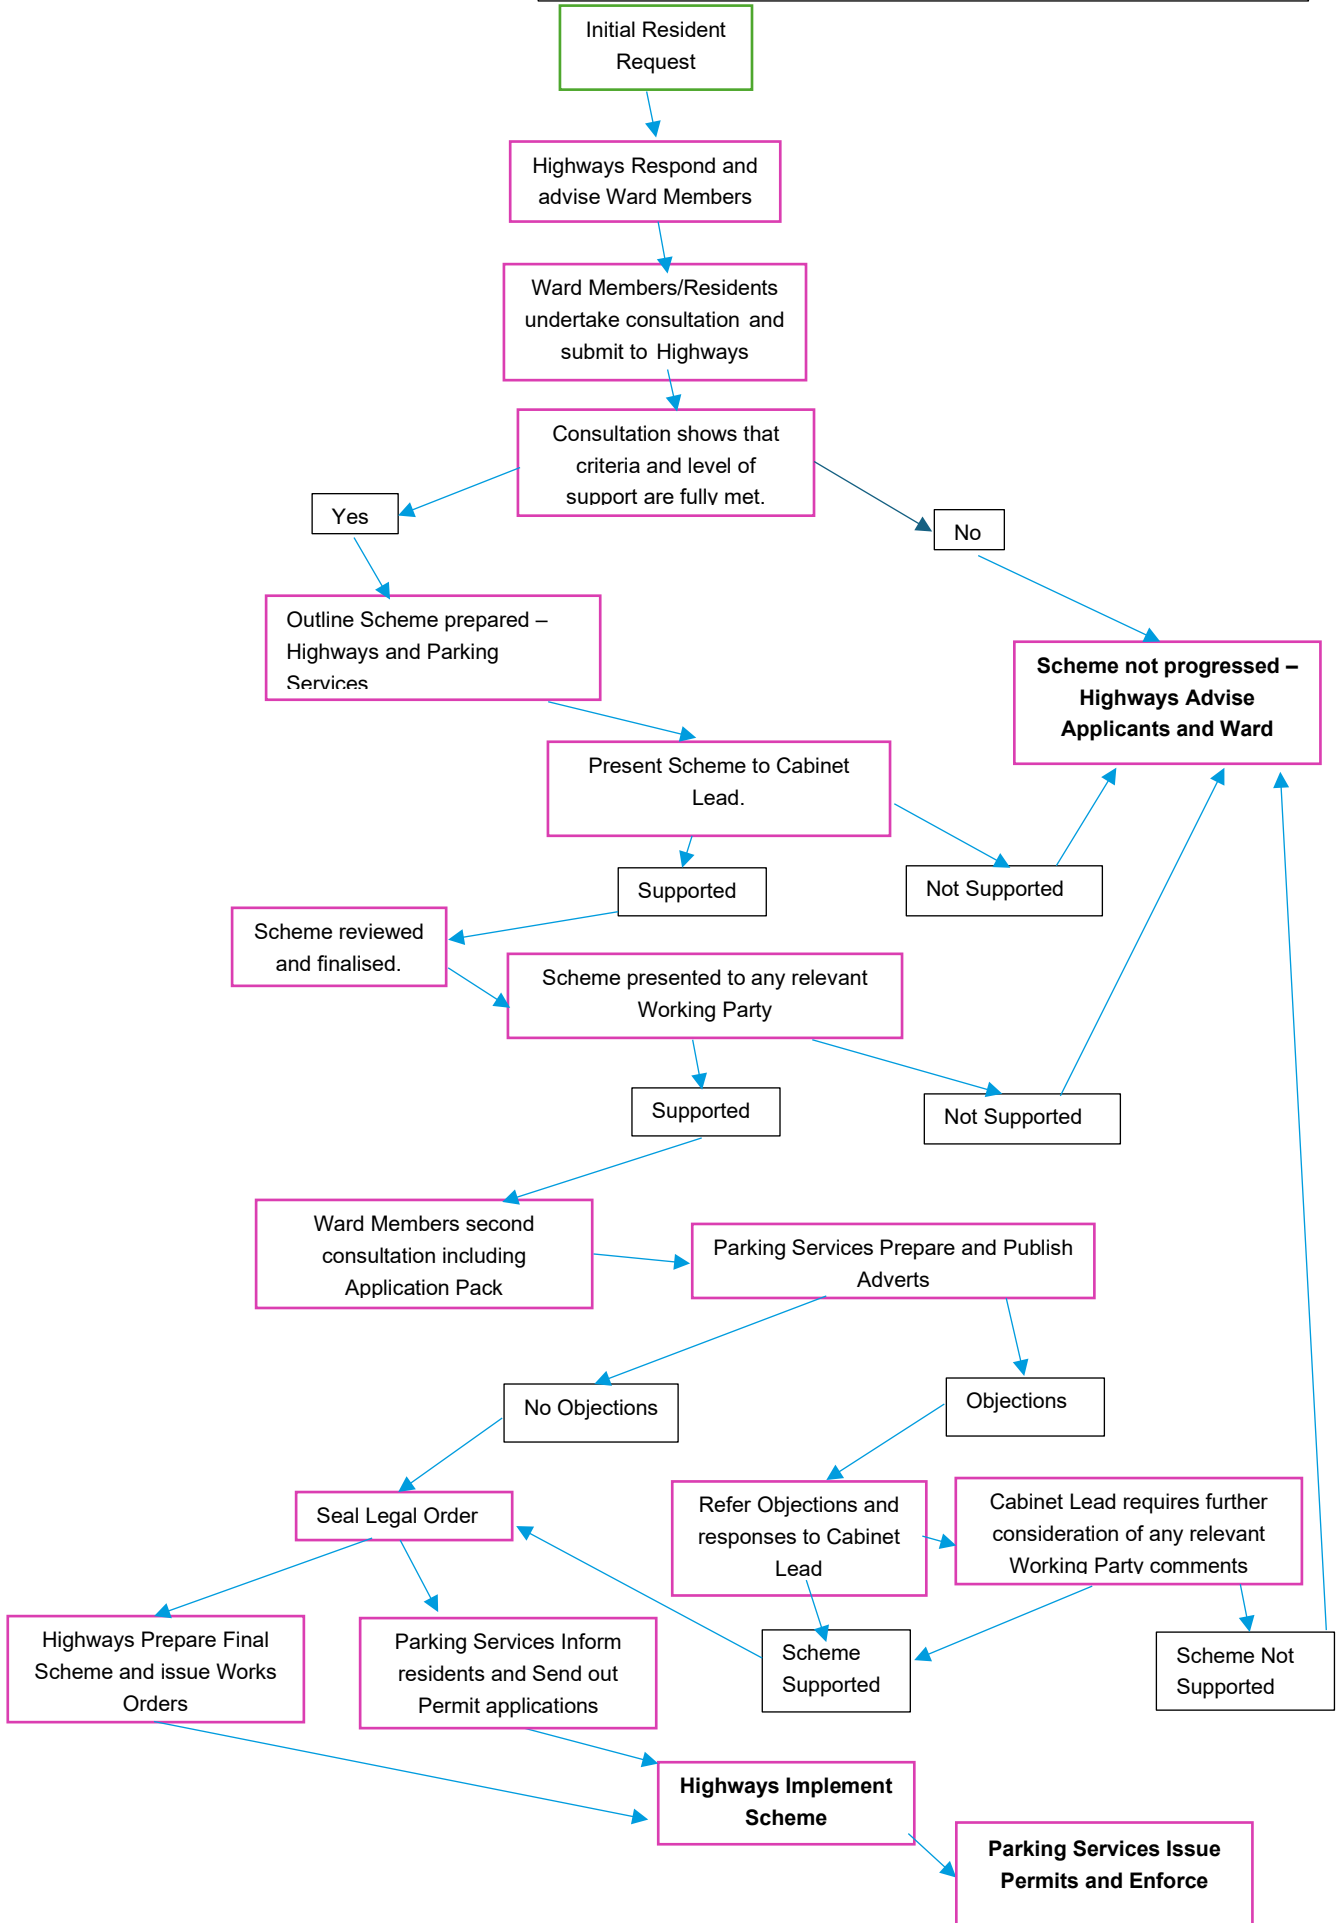 Initial Resident
Request
Highways Respond and
advise Ward Members
Ward Members/Residents
undertake consultation and
submit to Highways
Consultation shows that
criteria and level of
support are fully met.
Yes
No
Outline Scheme prepared –
Highways and Parking
Services
Scheme not progressed –
Highways Advise
Applicants and Ward
Present Scheme to Cabinet
Lead.
Supported
Not Supported
Scheme reviewed
and finalised.
Scheme presented to any relevant
Working Party
Supported
Not Supported
Ward Members second
consultation including
Application Pack
Parking Services Prepare and Publish
Adverts
No Objections
Objections
Seal Legal Order
Refer Objections and
responses to Cabinet
Lead
Cabinet Lead requires further
consideration of any relevant
Working Party comments
Highways Prepare Final
Scheme and issue Works
Orders
Parking Services Inform
residents and Send out
Permit applications
Scheme
Supported
Scheme Not
Supported
Highways Implement
Scheme
Parking Services Issue
Permits and Enforce